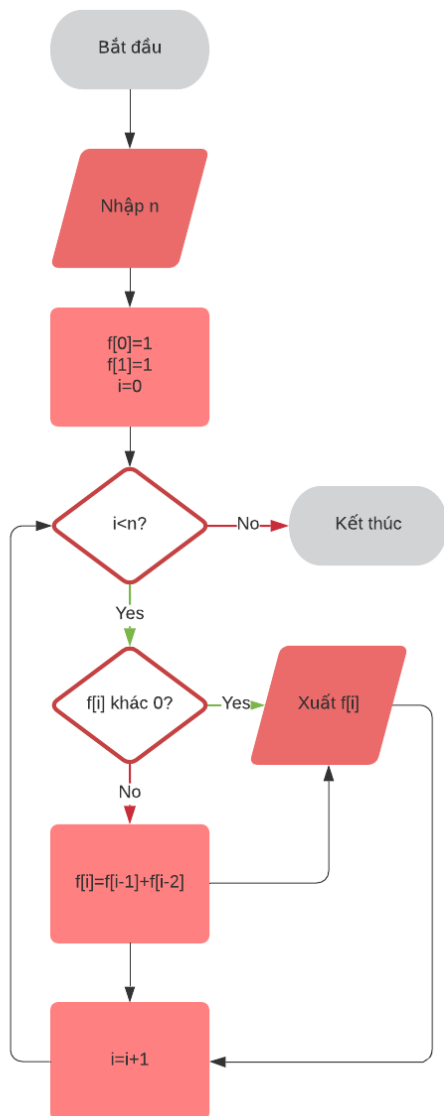 Bắt đầu
Nhập n
f[0]=1
f[1]=1
i=0
i<n?
No
Kết thúc
Yes
f[i] khác 0?
Yes
Xuất f[i]
No
f[i]=f[i-1]+f[i-2]
i=i+1